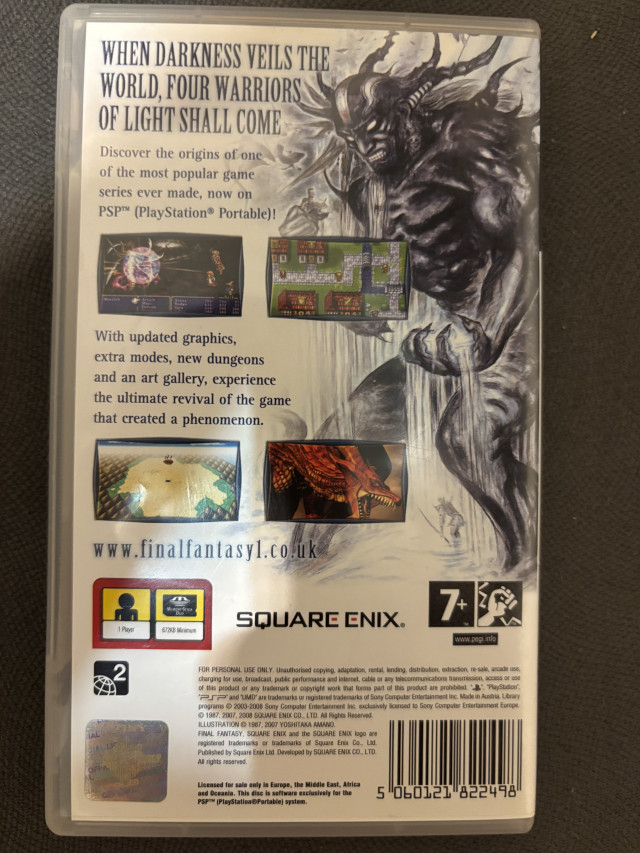 WHEN DARKNESS VEILS THE
WORLD, FOUR WARRIORS
OF LIGHT SHALL COME
Discover the origins of one
of the most popular game
series ever made, now on
PSP™ (PlayStation® Portable)!
With updated graphics,
extra modes, new dungeons
and an art gallery, experience
the ultimate revival of the game
that created a phenomenon.
www.finalfantasy1.co.uk
1 Player
672KB Minimum
SQUARE ENIX®
7+
www.pegi.info
2
FOR PERSONAL USE ONLY. Unauthorised copying, adaptation, rental, lending, distribution, extraction, re-sale, arcade use,
charging for use, broadcast, public performance and internet, cable or any telecommunications transmission, access or use
of this product or any trademark or copyright work that forms part of this product are prohibited. "", "PlayStation",
"PSP" and "UMD" are trademarks or registered trademarks of Sony Computer Entertainment Inc. Made in Austria. Library
programs © 2003-2008 Sony Computer Entertainment Inc. exclusively licensed to Sony Computer Entertainment Europe.
© 1987, 2007, 2008 SQUARE ENIX CO., LTD. All Rights Reserved.
ILLUSTRATION © 1987, 2007 YOSHITAKA AMANO.
FINAL FANTASY, SQUARE ENIX and the SQUARE ENIX logo are
registered trademarks or trademarks of Square Enix Co., Ltd.
Published by Square Enix Ltd. Developed by SQUARE ENIX CO., LTD.
All rights reserved.
Licensed for sale only in Europe, the Middle East, Africa
and Oceania. This disc is software exclusively for the
PSP™ (PlayStation®Portable) system.
5 060121 822498